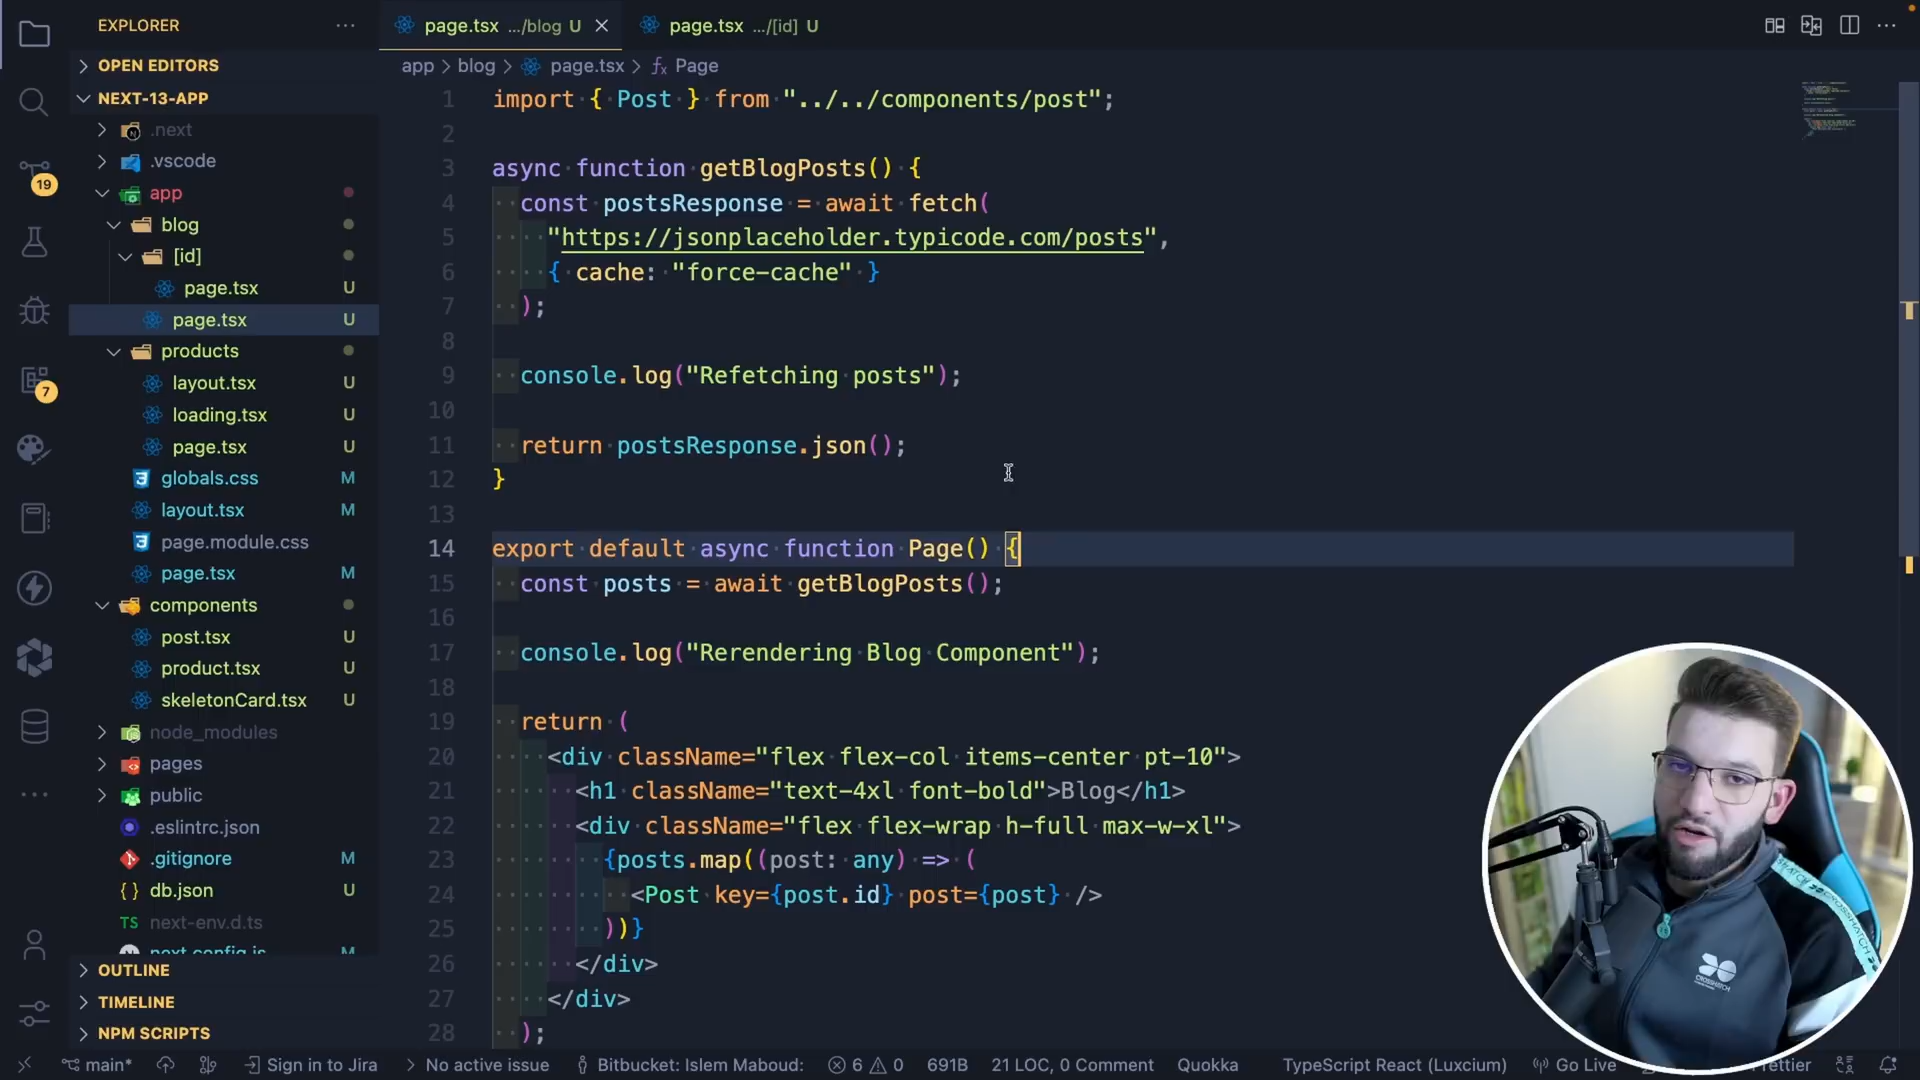 EXPLORER
page.tsx .../blog U
page.tsx .../[id] U
OPEN EDITORS
NEXT-13-APP
.next
.vscode
app
blog
[id]
page.tsx U
page.tsx U
products
layout.tsx U
loading.tsx U
page.tsx U
globals.css M
layout.tsx M
page.module.css
page.tsx M
components
post.tsx U
product.tsx U
skeletonCard.tsx U
node_modules
pages
public
.eslintrc.json
.gitignore M
db.json U
TS next-env.d.ts
next.config.js M
OUTLINE
TIMELINE
NPM SCRIPTS
19
7
app > blog > page.tsx > Page
1 import { Post } from "../../components/post";
2
3 async function getBlogPosts() {
4 const postsResponse = await fetch(
5 "https://jsonplaceholder.typicode.com/posts",
6 { cache: "force-cache" }
7 );
8
9 console.log("Refetching posts");
10
11 return postsResponse.json();
12 }
13
14 export default async function Page() {
15 const posts = await getBlogPosts();
16
17 console.log("Rerendering Blog Component");
18
19 return (
20 <div className="flex flex-col items-center pt-10">
21 <h1 className="text-4xl font-bold">Blog</h1>
22 <div className="flex flex-wrap h-full max-w-xl">
23 {posts.map((post: any) => (
24 <Post key={post.id} post={post} />
25 ))}
26 </div>
27 </div>
28 );
CROSSHATCH
main* Sign in to Jira No active issue Bitbucket: Islem Maboud: 6 0 691B 21 LOC, 0 Comment Quokka TypeScript React (Luxcium) Go Live Prettier